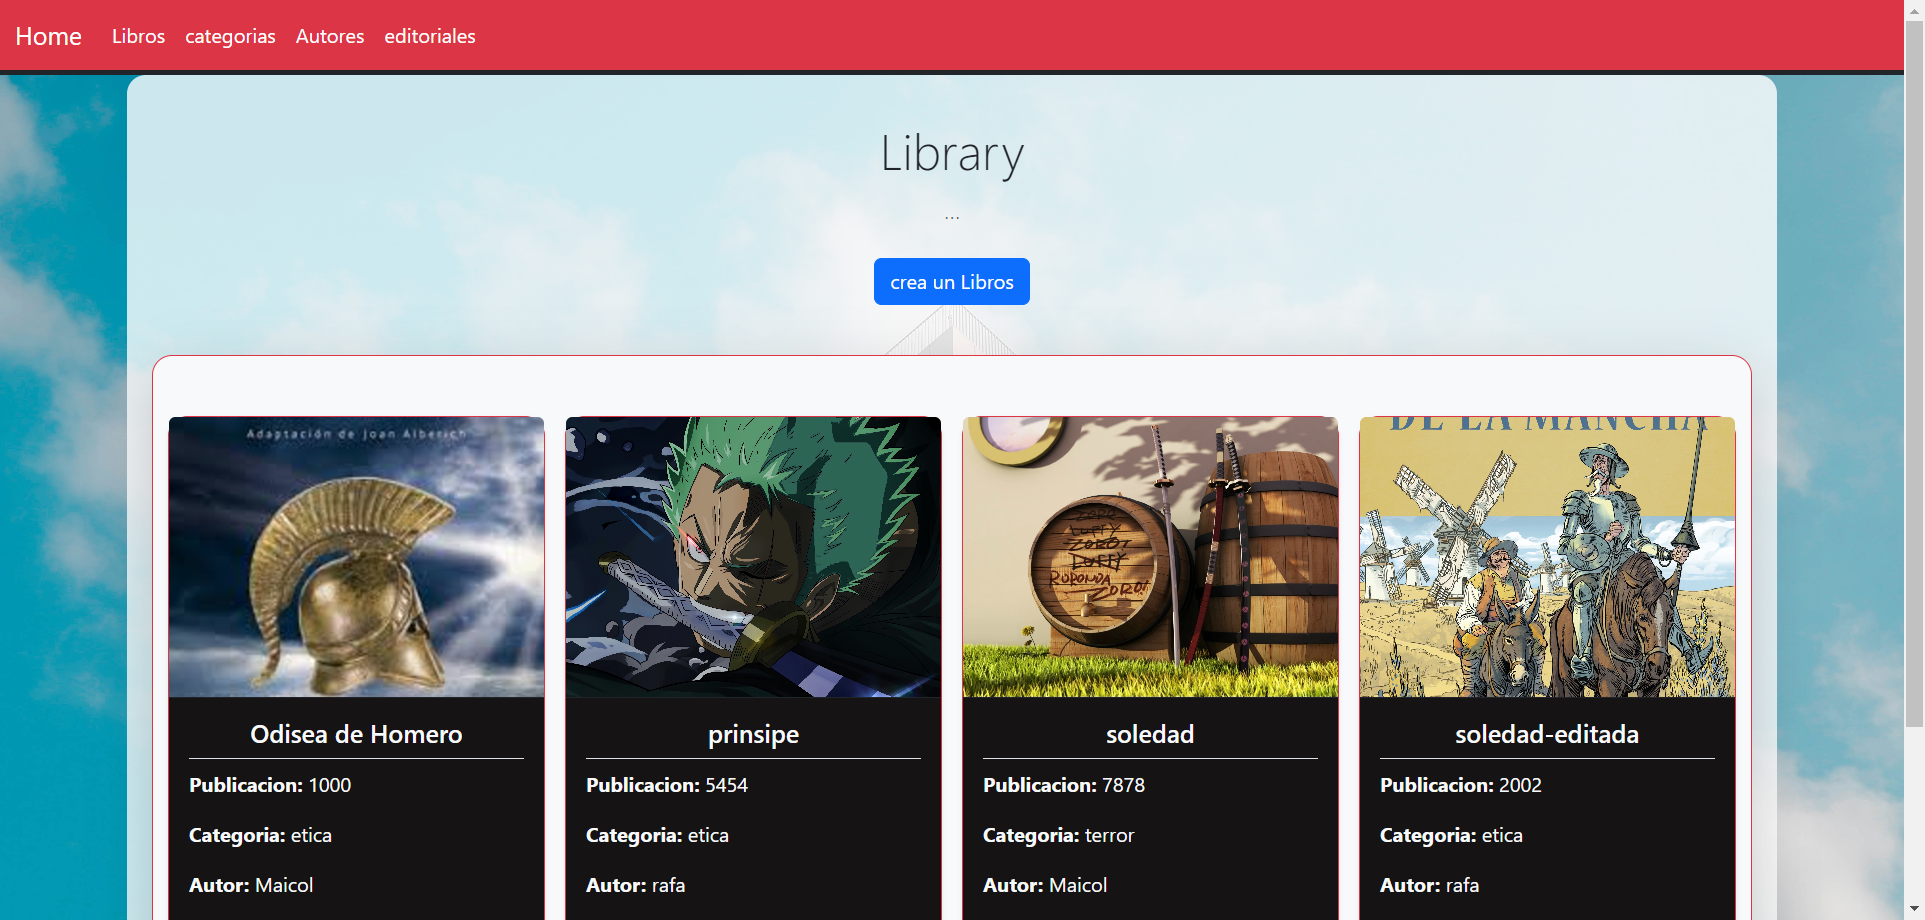 Home Libros categorias Autores editoriales
Library
...
crea un Libros
Adaptación de Joan Alberich
ZORO
LUFFY
ZORO!
LUFFY
RORONOA
ZORO!
DE LA MANCHA
Odisea de Homero
Publicacion: 1000
Categoria: etica
Autor: Maicol
prinsipe
Publicacion: 5454
Categoria: etica
Autor: rafa
soledad
Publicacion: 7878
Categoria: terror
Autor: Maicol
soledad-editada
Publicacion: 2002
Categoria: etica
Autor: rafa